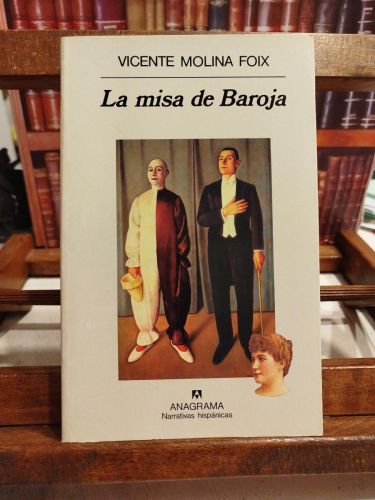 VICENTE MOLINA FOIX
La misa de Baroja
ANAGRAMA
Narrativas hispánicas